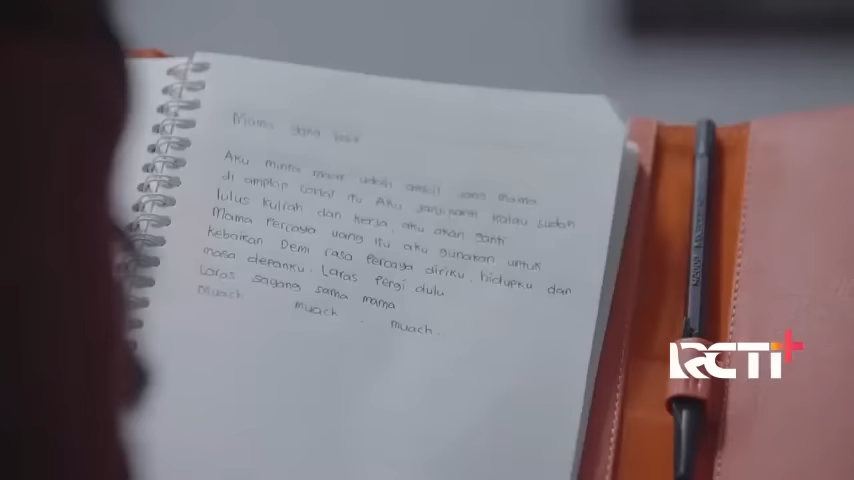 Mama yang baik
Aku minta maaf udah ambil uang mama
di amplop coklat itu Aku janji nanti kalau sudah
lulus kuliah dan kerja, aku akan ganti
Mama Percaya uang itu aku gunakan untuk
kebaikan Demi rasa Percaya diriku, hidupku dan
masa depanku. Laras Pergi dulu
Laras sayang sama mama
Muach muach.. muach...
RCTI+